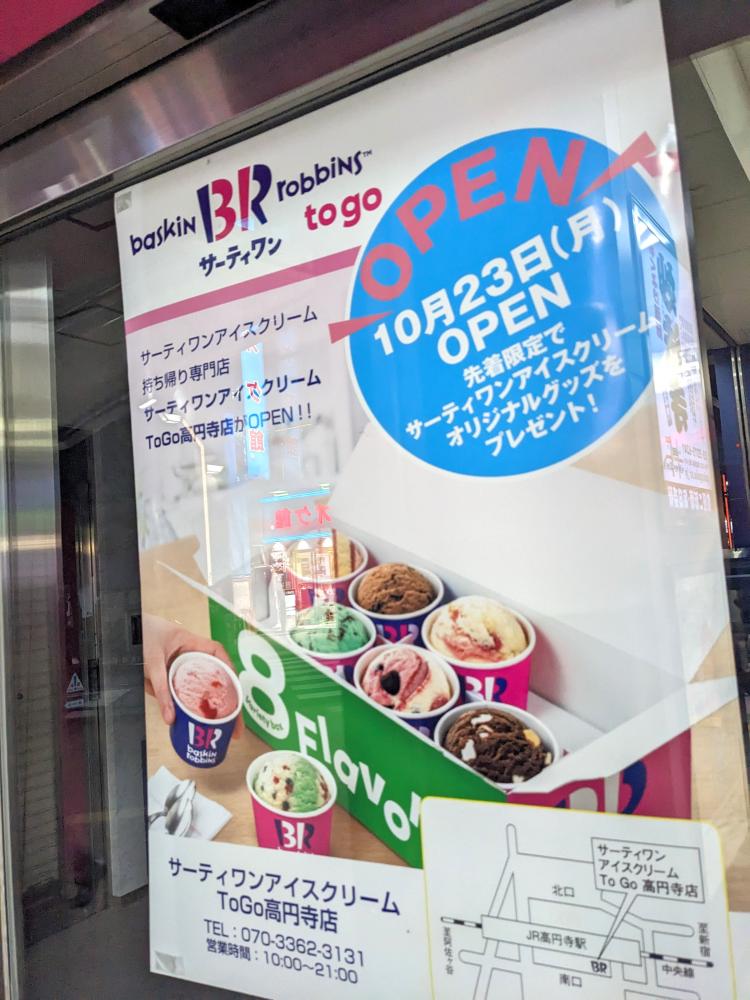 baskin BR robbins™
サーティワン
to go
OPEN
10月23日(月)
OPEN
先着限定で
サーティワンアイスクリーム
オリジナルグッズを
プレゼント!
サーティワンアイスクリーム
持ち帰り専門店
サーティワンアイスクリーム
ToGo高円寺店がOPEN!!
8
Variety box
Flavo
BR
baskin
robbins
BR
サーティワンアイスクリーム
ToGo高円寺店
TEL:070-3362-3131
営業時間:10:00~21:00
サーティワン
アイスクリーム
To Go 高円寺店
北口
JR高円寺駅
BR
南口
至阿佐ヶ谷
至新宿
中央線